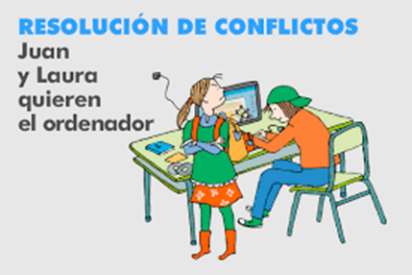 RESOLUCIÓN DE CONFLICTOS
Juan
y Laura
quieren
el ordenador